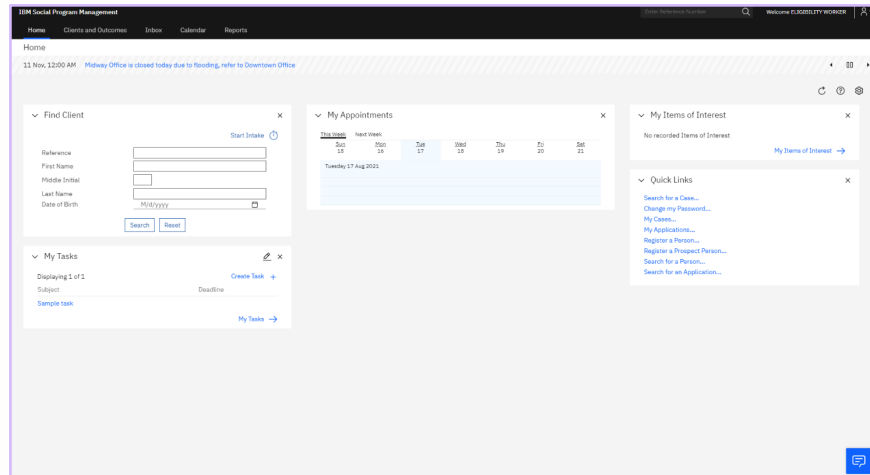 IBM Social Program Management
Enter Reference Number
Welcome ELIGIBILITY WORKER
Home Clients and Outcomes Inbox Calendar Reports
Home
11 Nov, 12:00 AM Midway Office is closed today due to flooding, refer to Downtown Office
Find Client
Start Intake
Reference
First Name
Middle Initial
Last Name
Date of Birth M/d/yyyy
Search Reset
My Tasks
Displaying 1 of 1 Create Task +
Subject Deadline
Sample task
My Tasks
My Appointments
This Week Next Week
Sun Mon Tue Wed Thu Fri Sat
15 16 17 18 19 20 21
Tuesday 17 Aug 2021
My Items of Interest
No recorded Items of Interest
My Items of Interest
Quick Links
Search for a Case...
Change my Password...
My Cases...
My Applications...
Register a Person...
Register a Prospect Person...
Search for a Person...
Search for an Application...